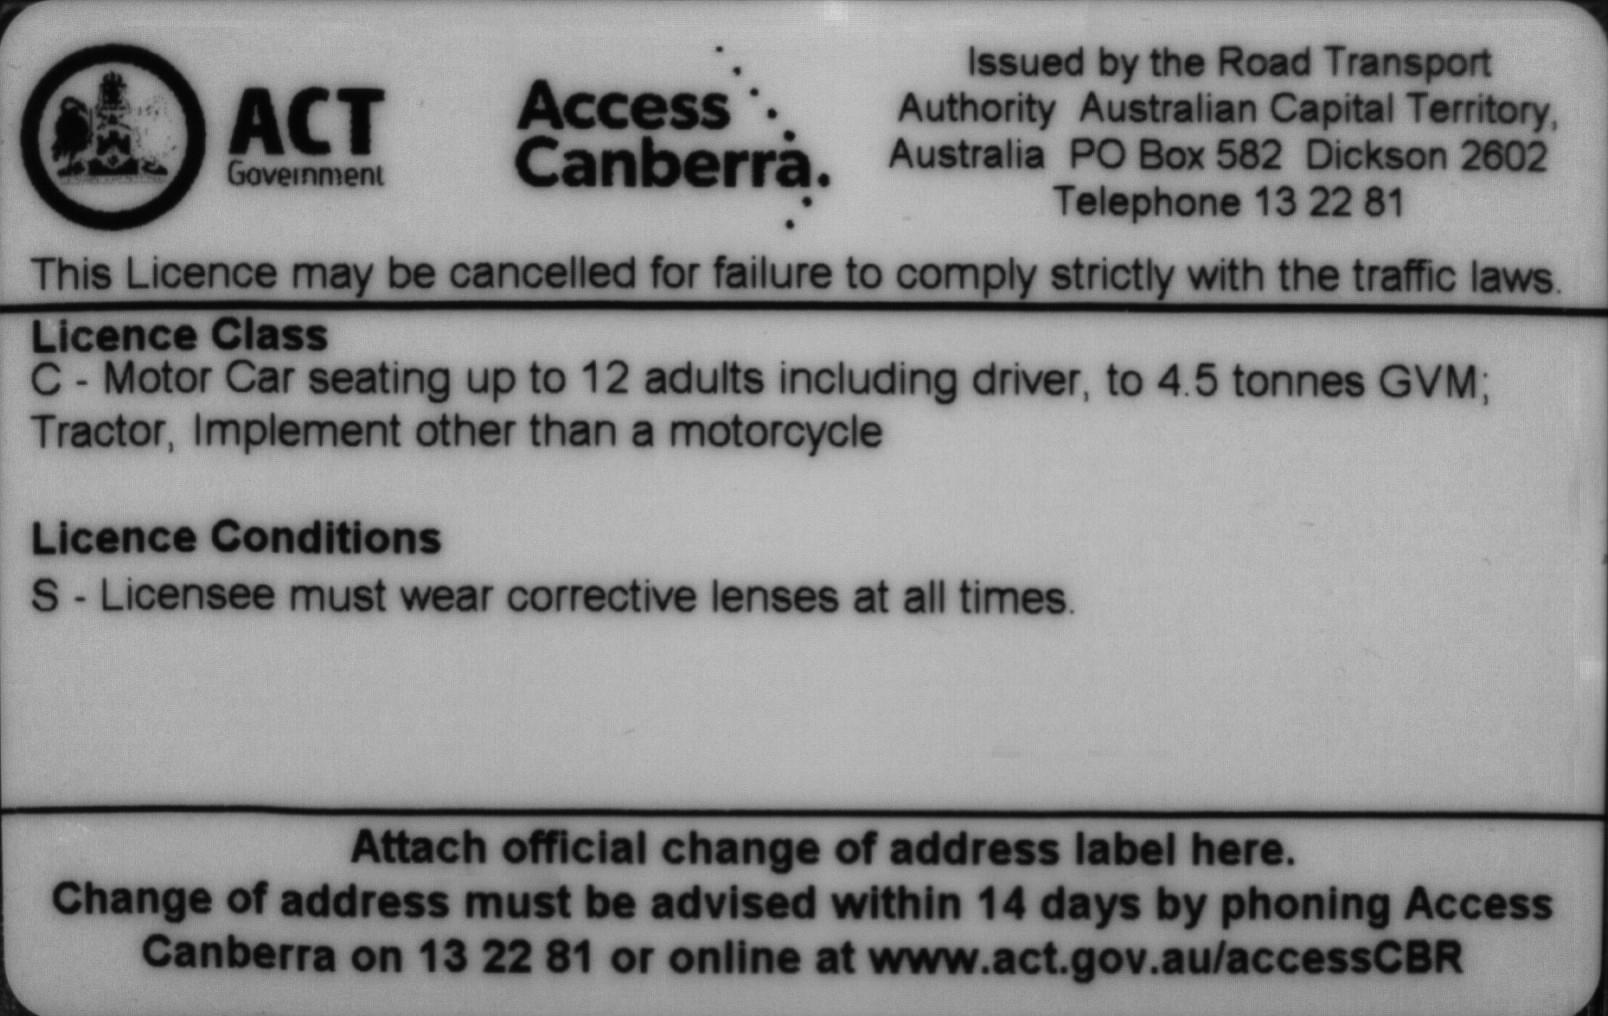 ACT
Government
Access
Canberra.
Issued by the Road Transport
Authority Australian Capital Territory,
Australia PO Box 582 Dickson 2602
Telephone 13 22 81
This Licence may be cancelled for failure to comply strictly with the traffic laws.
Licence Class
C - Motor Car seating up to 12 adults including driver, to 4.5 tonnes GVM;
Tractor, Implement other than a motorcycle
Licence Conditions
S - Licensee must wear corrective lenses at all times.
Attach official change of address label here.
Change of address must be advised within 14 days by phoning Access
Canberra on 13 22 81 or online at www.act.gov.au/accessCBR